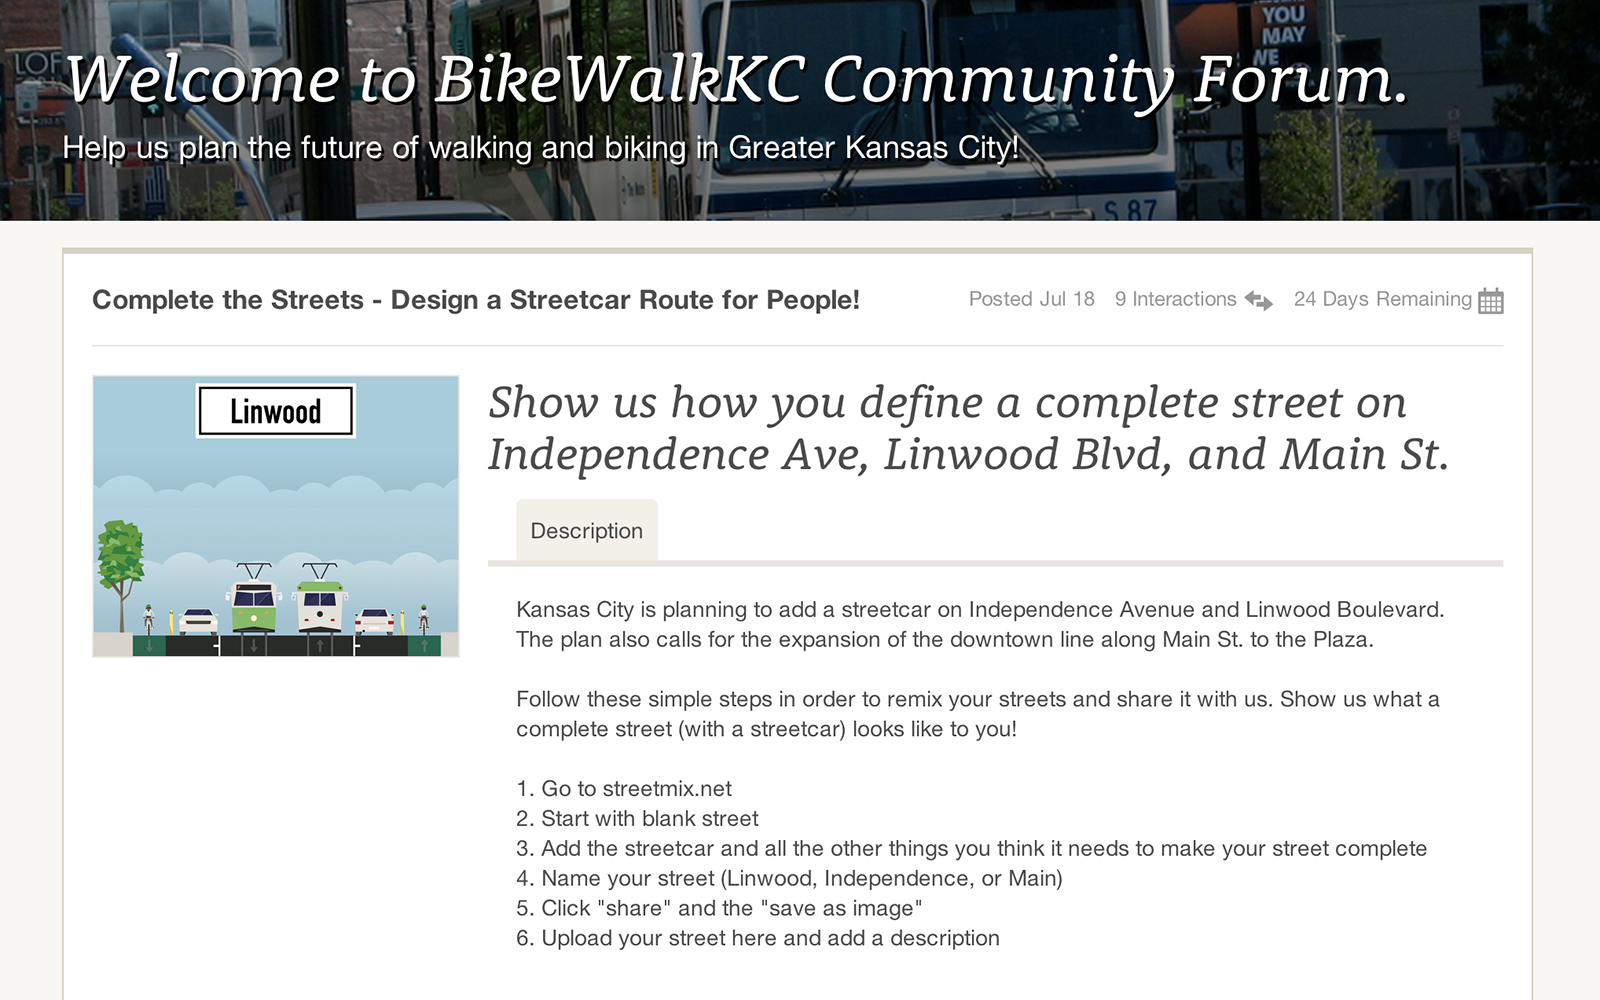 LOF
YOU
MAY
WE
Welcome to BikeWalkKC Community Forum.
Help us plan the future of walking and biking in Greater Kansas City!
S 87
Complete the Streets - Design a Streetcar Route for People!
Posted Jul 18 9 Interactions 24 Days Remaining
Linwood
Show us how you define a complete street on
Independence Ave, Linwood Blvd, and Main St.
Description
Kansas City is planning to add a streetcar on Independence Avenue and Linwood Boulevard.
The plan also calls for the expansion of the downtown line along Main St. to the Plaza.
Follow these simple steps in order to remix your streets and share it with us. Show us what a
complete street (with a streetcar) looks like to you!
1. Go to streetmix.net
2. Start with blank street
3. Add the streetcar and all the other things you think it needs to make your street complete
4. Name your street (Linwood, Independence, or Main)
5. Click "share" and the "save as image"
6. Upload your street here and add a description